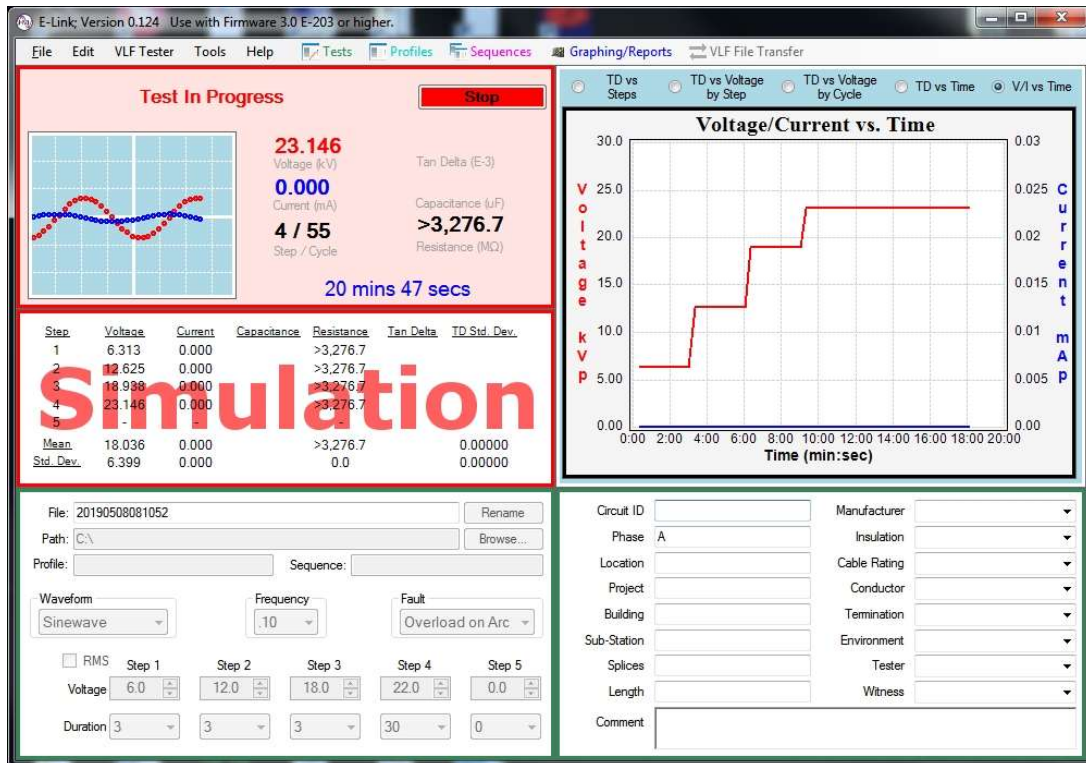 E-Link; Version 0.124 Use with Firmware 3.0 E-203 or higher.
File Edit VLF Tester Tools Help Tests Profiles Sequences Graphing/Reports VLF File Transfer
Test In Progress Stop
23.146
Voltage (kV) Tan Delta (E-3)
0.000
Current (mA) Capacitance (uF)
4 / 55 >3,276.7
Step / Cycle Resistance (MΩ)
20 mins 47 secs
TD vs Steps TD vs Voltage by Step TD vs Voltage by Cycle TD vs Time V/I vs Time
Voltage/Current vs. Time
Voltage kVp
30.0
25.0
20.0
15.0
10.0
5.00
0.00
0.03
0.025
0.02
0.015
0.01
0.005
0.00
Current mAp
0:00 2:00 4:00 6:00 8:00 10:00 12:00 14:00 16:00 18:00 20:00
Time (min:sec)
Step Voltage Current Capacitance Resistance Tan Delta TD Std. Dev.
1 6.313 0.000 >3,276.7
2 12.625 0.000 >3,276.7
3 18.938 0.000 >3,276.7
4 23.146 0.000 >3,276.7
5 - - -
Mean 18.036 0.000 >3,276.7 0.00000
Std. Dev. 6.399 0.000 0.0 0.00000
Simulation
File: 20190508081052 Rename
Path: C:\ Browse...
Profile: Sequence:
Waveform Frequency Fault
Sinewave .10 Overload on Arc
RMS Step 1 Step 2 Step 3 Step 4 Step 5
Voltage 6.0 12.0 18.0 22.0 0.0
Duration 3 3 3 30 0
Circuit ID Manufacturer
Phase A Insulation
Location Cable Rating
Project Conductor
Building Termination
Sub-Station Environment
Splices Tester
Length Witness
Comment